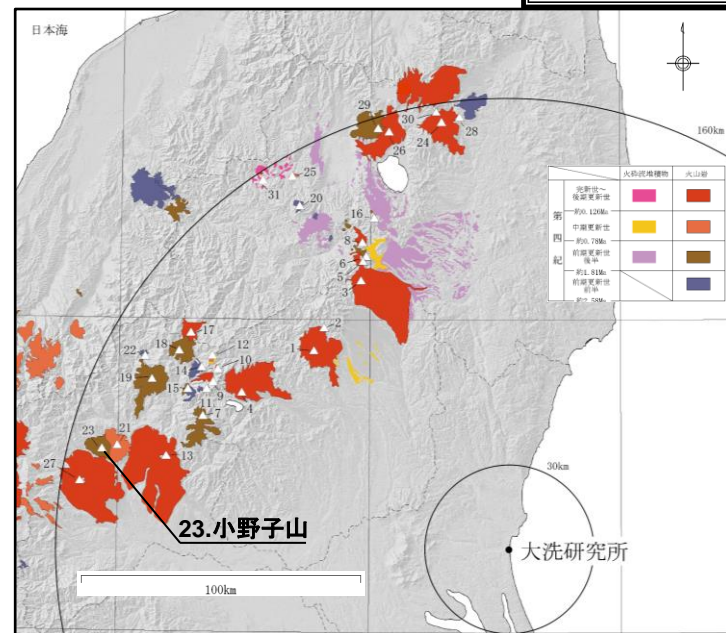 日本海
160km
29
30
28
24
26
25
31
20
16
8
6
5
3
2
17
1
18
12
22
14
10
19
15
9
4
11
7
23
21
13
27
火砕流堆積物
火山岩
第四紀
完新世～
後期更新世
約0.126Ma
中期更新世
約0.78Ma
前期更新世
後半
約1.81Ma
前期更新世
前半
約2.58Ma
30km
23.小野子山
大洗研究所
100km